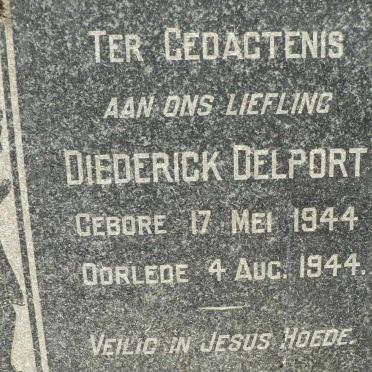 TER GEDAGTENIS
AAN ONS LIEFLING
DIEDERICK DELPORT
GEBORE 17 MEI 1944
OORLEDE 4 AUG. 1944.
VEILIG IN JESUS HOEDE.